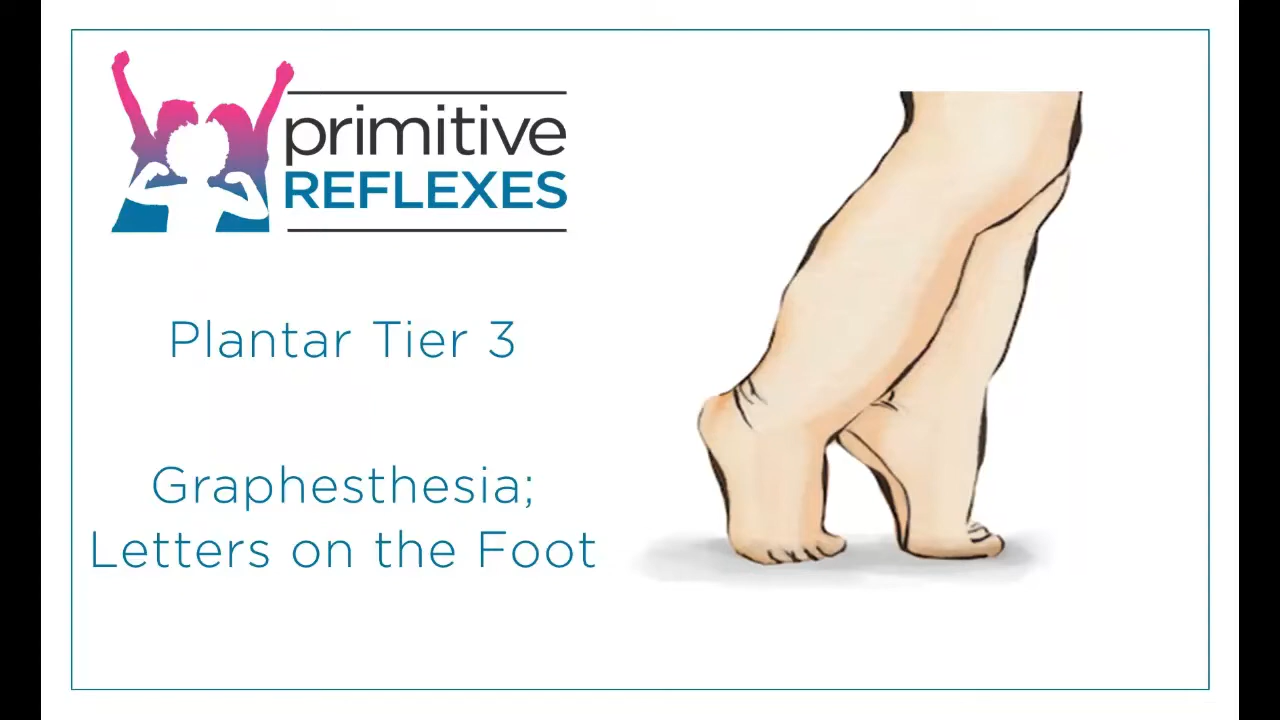 primitive
REFLEXES
Plantar Tier 3
Graphesthesia;
Letters on the Foot